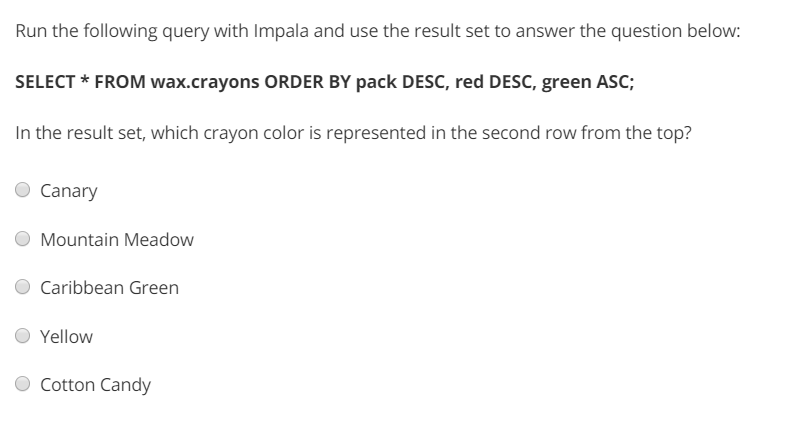 Run the following query with Impala and use the result set to answer the question below:
SELECT * FROM wax.crayons ORDER BY pack DESC, red DESC, green ASC;
In the result set, which crayon color is represented in the second row from the top?
Canary
Mountain Meadow
Caribbean Green
Yellow
Cotton Candy